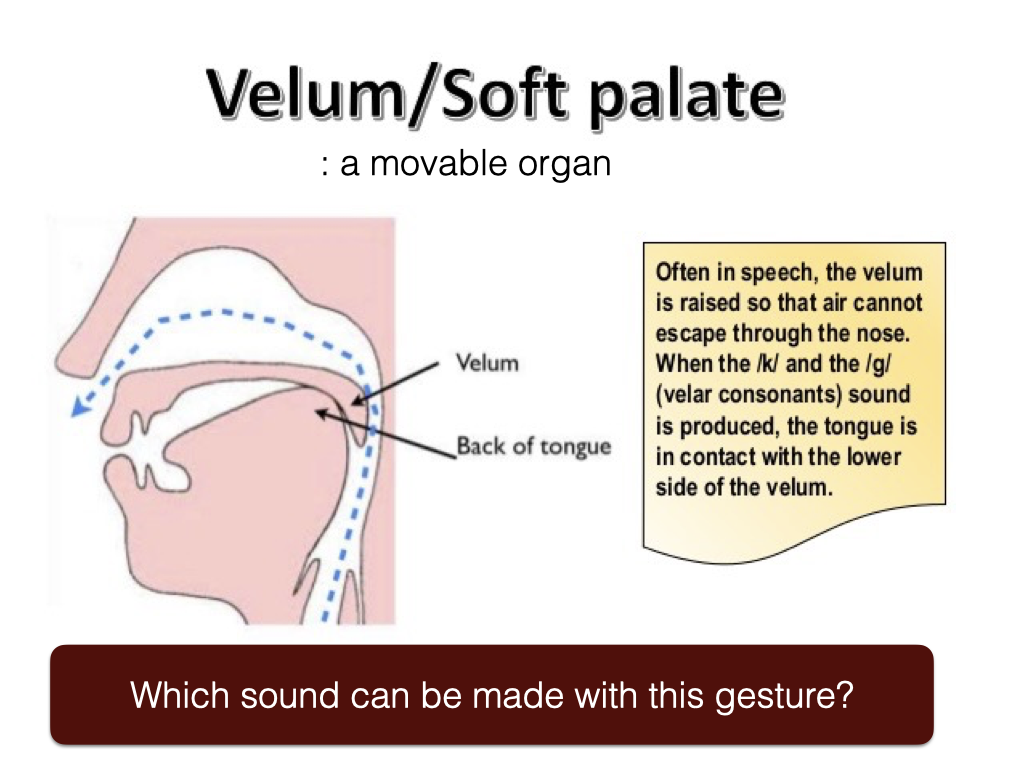 Velum/Soft palate
: a movable organ
Velum
Back of tongue
Often in speech, the velum
is raised so that air cannot
escape through the nose.
When the /k/ and the /g/
(velar consonants) sound
is produced, the tongue is
in contact with the lower
side of the velum.
Which sound can be made with this gesture?